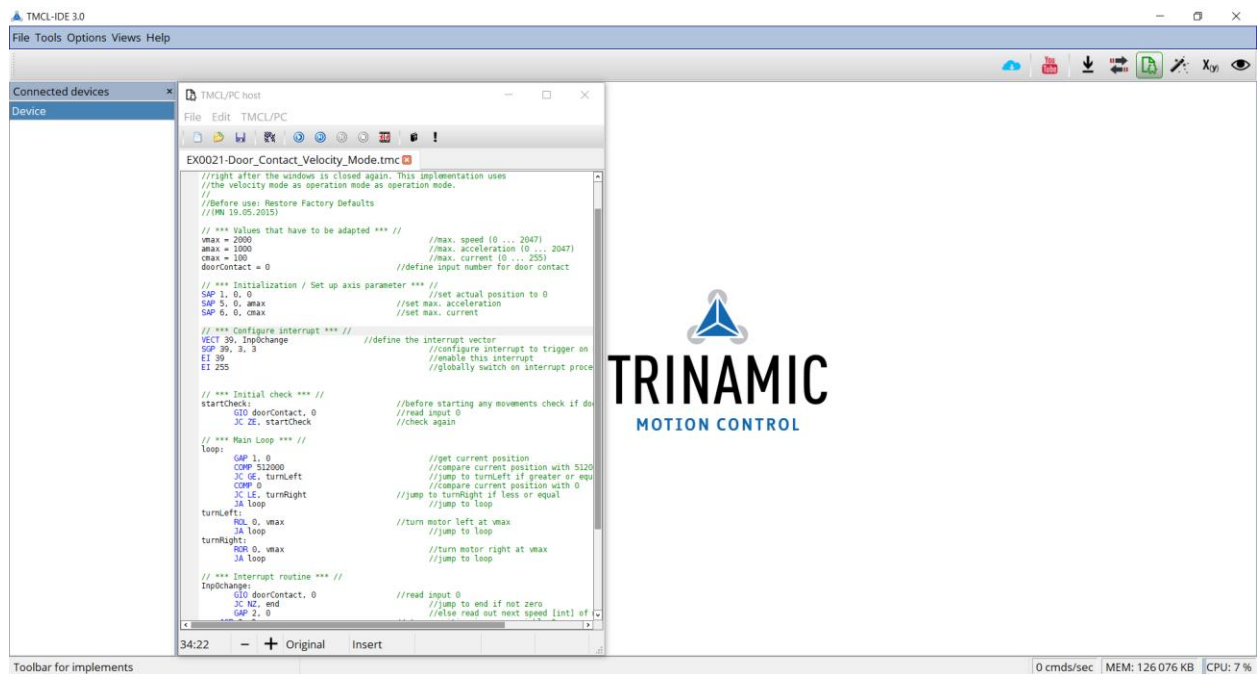 TMCL-IDE 3.0
File Tools Options Views Help
You
Tube
X(y)
Connected devices
Device
TMCL/PC host
File Edit TMCL/PC
EX0021-Door_Contact_Velocity_Mode.tmc
//right after the windows is closed again. This implementation uses
//the velocity mode as operation mode as operation mode.
//
//Before use: Restore Factory Defaults
//(MN 19.05.2015)
// *** Values that have to be adapted *** //
vmax = 2000 //max. speed (0 ... 2047)
amax = 1000 //max. acceleration (0 ... 2047)
cmax = 100 //max. current (0 ... 255)
doorContact = 0 //define input number for door contact
// *** Initialization / Set up axis parameter *** //
SAP 1, 0, 0 //set actual position to 0
SAP 5, 0, amax //set max. acceleration
SAP 6, 0, cmax //set max. current
// *** Configure interrupt *** //
VECT 39, Inp0change //define the interrupt vector
SGP 39, 3, 3 //configure interrupt to trigger on
EI 39 //enable this interrupt
EI 255 //globally switch on interrupt proce
// *** Initial check *** //
startCheck: //before starting any movements check if do
GIO doorContact, 0 //read input 0
JC ZE, startCheck //check again
// *** Main Loop *** //
loop:
GAP 1, 0 //get current position
COMP 512000 //compare current position with 5120
JC GE, turnLeft //jump to turnLeft if greater or equ
COMP 0 //compare current position with 0
JC LE, turnRight //jump to turnRight if less or equal
JA loop //jump to loop
turnLeft:
ROL 0, vmax //turn motor left at vmax
JA loop //jump to loop
turnRight:
ROR 0, vmax //turn motor right at vmax
JA loop //jump to loop
// *** Interrupt routine *** //
Inp0change:
GIO doorContact, 0 //read input 0
JC NZ, end //jump to end if not zero
GAP 2, 0 //else read out next speed [int] of
34:22 − + Original Insert
TRINAMIC
MOTION CONTROL
Toolbar for implements
0 cmds/sec MEM: 126 076 KB CPU: 7 %